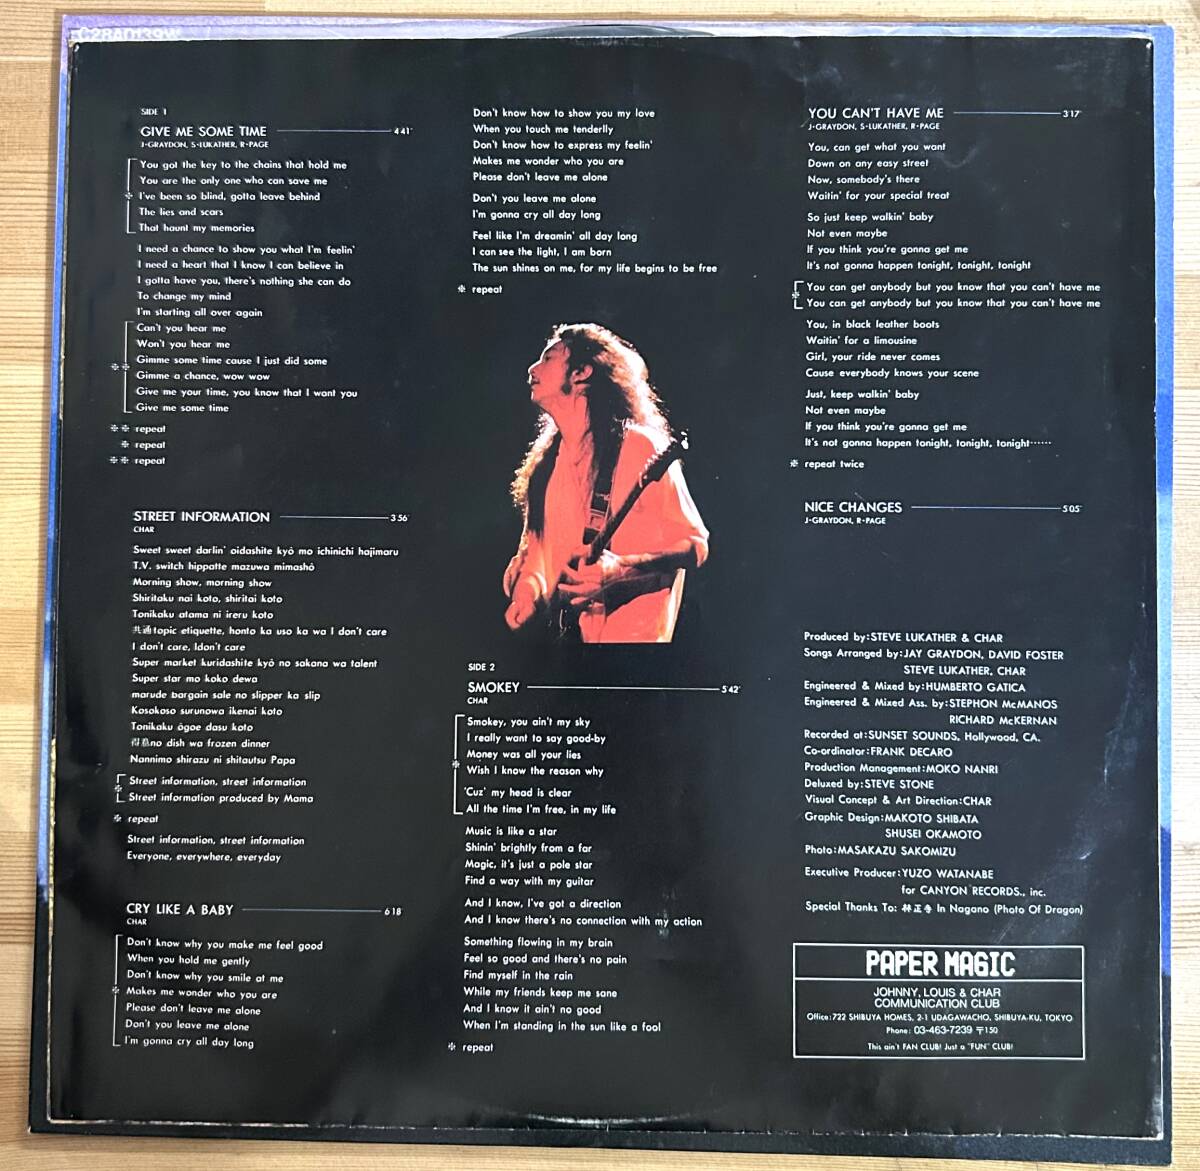 C28A0139W
SIDE 1
GIVE ME SOME TIME 4'41"
J•GRAYDON, S•LUKATHER, R•PAGE
You got the key to the chains that hold me
You are the only one who can save me
※ I've been so blind, gotta leave behind
The lies and scars
That haunt my memories
I need a chance to show you what I'm feelin'
I need a heart that I know I can believe in
I gotta have you, there's nothing she can do
To change my mind
I'm starting all over again
Can't you hear me
Won't you hear me
Gimme some time cause I just did some
※※ Gimme a chance, wow wow
Give me your time, you know that I want you
Give me some time
※※ repeat
※ repeat
※※ repeat
STREET INFORMATION 3'56"
CHAR
Sweet sweet darlin' oidashite kyō mo ichinichi hajimaru
T.V. switch hippatte mazuwa mimashō
Morning show, morning show
Shiritaku nai koto, shiritai koto
Tonikaku atama ni ireru koto
共通topic etiquette, honto ka uso ka wa I don't care
I don't care, Idon't care
Super market kuridashite kyō no sakana wa talent
Super star mo koko dewa
marude bargain sale no slipper ka slip
Kosokoso surunowa ikenai koto
Tonikaku ōgoe dasu koto
得意no dish wa frozen dinner
Nannimo shirazu ni shitautsu Papa
Street information, street information
※ Street information produced by Mama
※ repeat
Street information, street information
Everyone, everywhere, everyday
CRY LIKE A BABY 6'18"
CHAR
Don't know why you make me feel good
When you hold me gently
Don't know why you smile at me
※ Makes me wonder who you are
Please don't leave me alone
Don't you leave me alone
I'm gonna cry all day long
Don't know how to show you my love
When you touch me tenderlly
Don't know how to express my feelin'
Makes me wonder who you are
Please don't leave me alone
Don't you leave me alone
I'm gonna cry all day long
Feel like I'm dreamin' all day long
I can see the light, I am born
The sun shines on me, for my life begins to be free
※ repeat
SIDE 2
SMOKEY 5'42"
CHAR
Smokey, you ain't my sky
I really want to say good-by
Money was all your lies
※ Wish I know the reason why
'Cuz' my head is clear
All the time I'm free, in my life
Music is like a star
Shinin' brightly from a far
Magic, it's just a pole star
Find a way with my guitar
And I know, I've got a direction
And I know there's no connection with my action
Something flowing in my brain
Feel so good and there's no pain
Find myself in the rain
While my friends keep me sane
And I know it ain't no good
When I'm standing in the sun like a fool
※ repeat
YOU CAN'T HAVE ME 3'17"
J•GRAYDON, S•LUKATHER, R•PAGE
You, can get what you want
Down on any easy street
Now, somebody's there
Waitin' for your special treat
So just keep walkin' baby
Not even maybe
If you think you're gonna get me
It's not gonna happen tonight, tonight, tonight
※ You can get anybody but you know that you can't have me
You can get anybody but you know that you can't have me
You, in black leather boots
Waitin' for a limousine
Girl, your ride never comes
Cause everybody knows your scene
Just, keep walkin' baby
Not even maybe
If you think you're gonna get me
It's not gonna happen tonight, tonight, tonight……
※ repeat twice
NICE CHANGES 5'05"
J•GRAYDON, R•PAGE
Produced by:STEVE LUKATHER & CHAR
Songs Arranged by:JAY GRAYDON, DAVID FOSTER
STEVE LUKATHER, CHAR
Engineered & Mixed by:HUMBERTO GATICA
Engineered & Mixed Ass. by:STEPHON McMANOS
RICHARD McKERNAN
Recorded at:SUNSET SOUNDS, Hollywood, CA.
Co-ordinator:FRANK DECARO
Production Management:MOKO NANRI
Deluxed by:STEVE STONE
Visual Concept & Art Direction:CHAR
Graphic Design:MAKOTO SHIBATA
SHUSEI OKAMOTO
Photo:MASAKAZU SAKOMIZU
Executive Producer:YUZO WATANABE
for CANYON RECORDS., inc.
Special Thanks To: 林正寺 In Nagano (Photo Of Dragon)
PAPER MAGIC
JOHNNY, LOUIS & CHAR
COMMUNICATION CLUB
Office:722 SHIBUYA HOMES, 2-1 UDAGAWACHO, SHIBUYA-KU, TOKYO
Phone: 03-463-7239 〒150
This ain't FAN CLUB! Just a "FUN" CLUB!